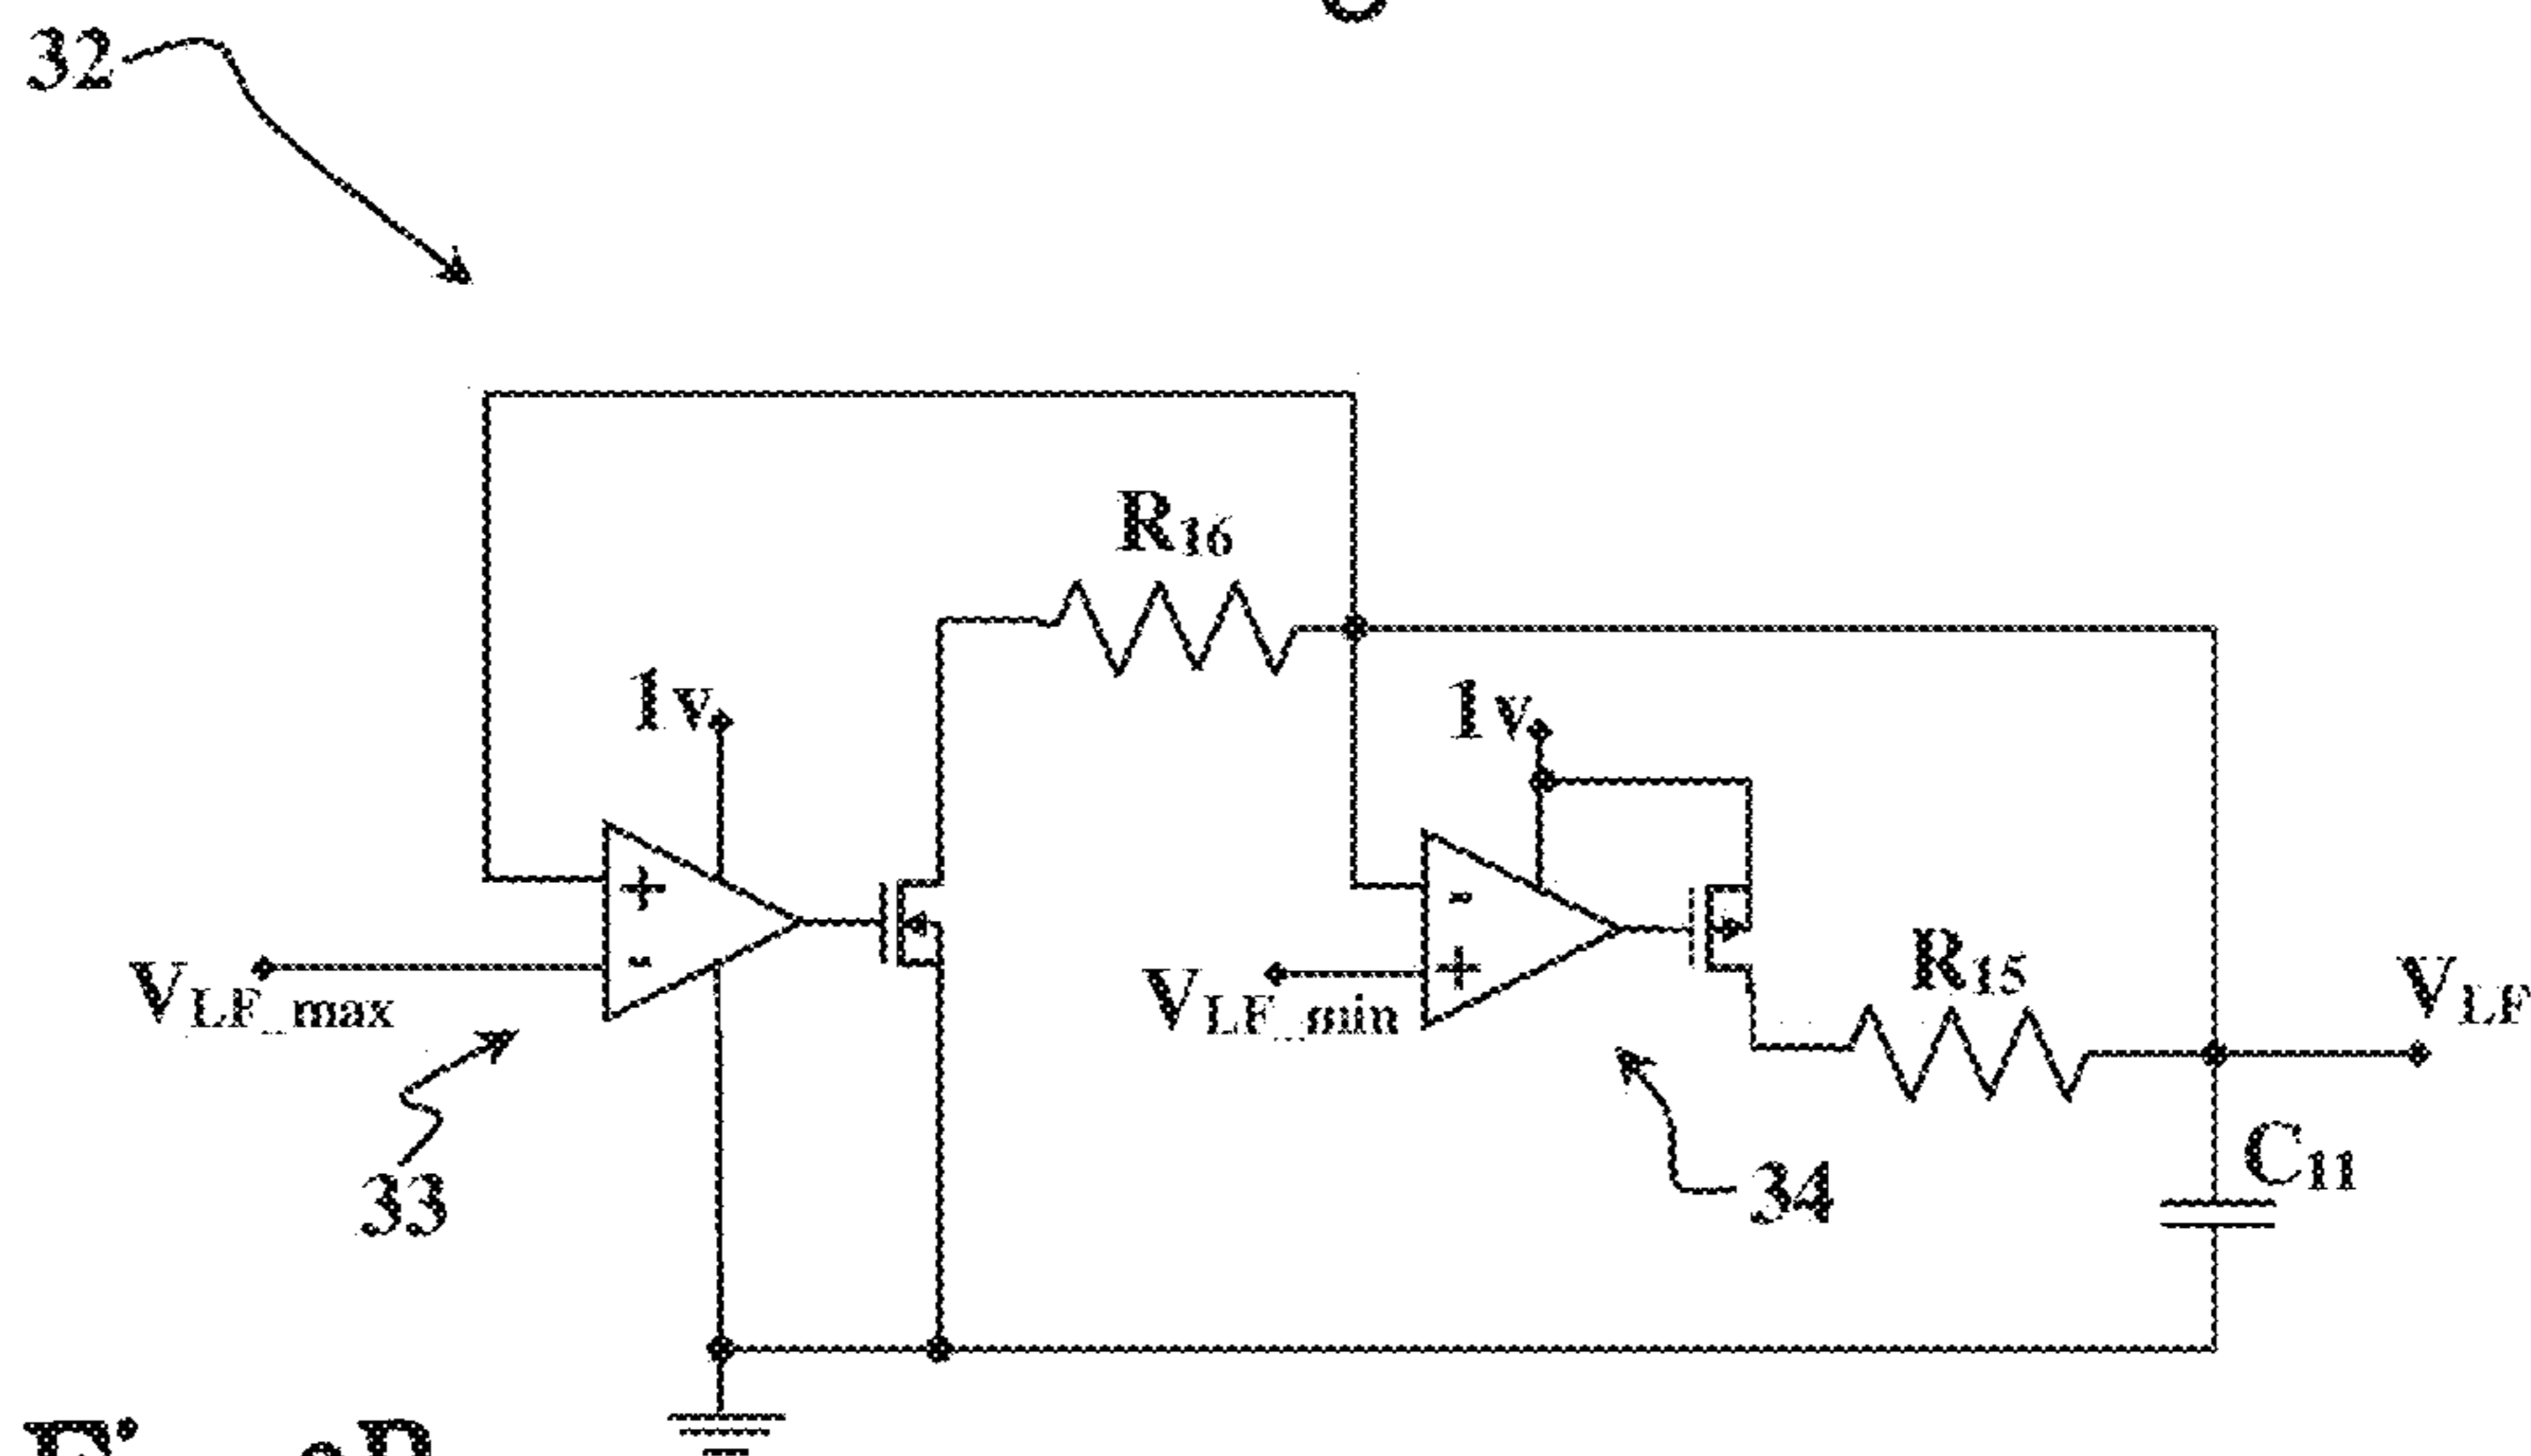 32
R16
1v
1v
+
-
-
+
R15
VLF_max
VLF_min
VLF
C11
33
34